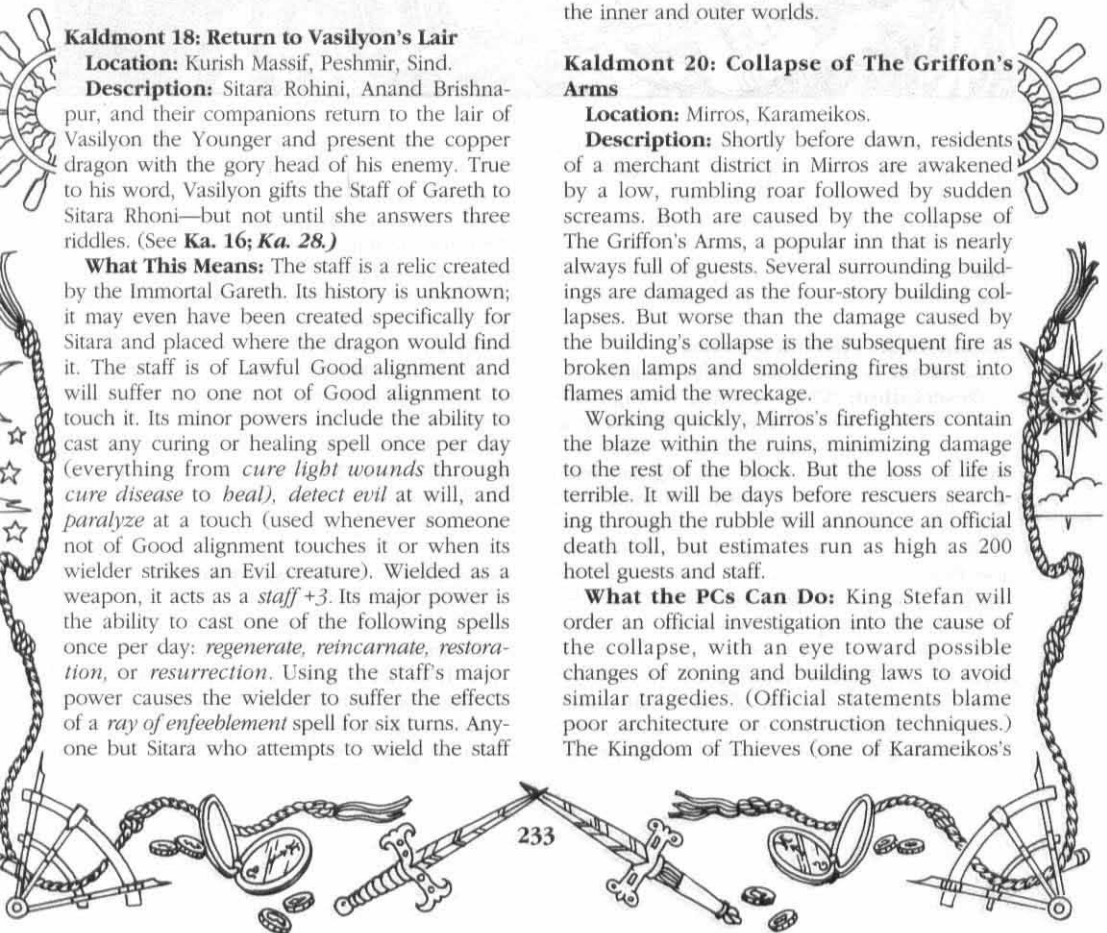 Kaldmont 18: Return to Vasilyon's Lair
Location: Kurish Massif, Peshmir, Sind.
Description: Sitara Rohini, Anand Brishna-
pur, and their companions return to the lair of
Vasilyon the Younger and present the copper
dragon with the gory head of his enemy. True
to his word, Vasilyon gifts the Staff of Gareth to
Sitara Rhoni—but not until she answers three
riddles. (See Ka. 16; Ka. 28.)
What This Means: The staff is a relic created
by the Immortal Gareth. Its history is unknown;
it may even have been created specifically for
Sitara and placed where the dragon would find
it. The staff is of Lawful Good alignment and
will suffer no one not of Good alignment to
touch it. Its minor powers include the ability to
cast any curing or healing spell once per day
(everything from cure light wounds through
cure disease to heal), detect evil at will, and
paralyze at a touch (used whenever someone
not of Good alignment touches it or when its
wielder strikes an Evil creature). Wielded as a
weapon, it acts as a staff +3. Its major power is
the ability to cast one of the following spells
once per day: regenerate, reincarnate, restora-
tion, or resurrection. Using the staff's major
power causes the wielder to suffer the effects
of a ray of enfeeblement spell for six turns. Any-
one but Sitara who attempts to wield the staff
the inner and outer worlds.
Kaldmont 20: Collapse of The Griffon's
Arms
Location: Mirros, Karameikos.
Description: Shortly before dawn, residents
of a merchant district in Mirros are awakened
by a low, rumbling roar followed by sudden
screams. Both are caused by the collapse of
The Griffon's Arms, a popular inn that is nearly
always full of guests. Several surrounding build-
ings are damaged as the four-story building col-
lapses. But worse than the damage caused by
the building's collapse is the subsequent fire as
broken lamps and smoldering fires burst into
flames amid the wreckage.
Working quickly, Mirros's firefighters contain
the blaze within the ruins, minimizing damage
to the rest of the block. But the loss of life is
terrible. It will be days before rescuers search-
ing through the rubble will announce an official
death toll, but estimates run as high as 200
hotel guests and staff.
What the PCs Can Do: King Stefan will
order an official investigation into the cause of
the collapse, with an eye toward possible
changes of zoning and building laws to avoid
similar tragedies. (Official statements blame
poor architecture or construction techniques.)
The Kingdom of Thieves (one of Karameikos's
233